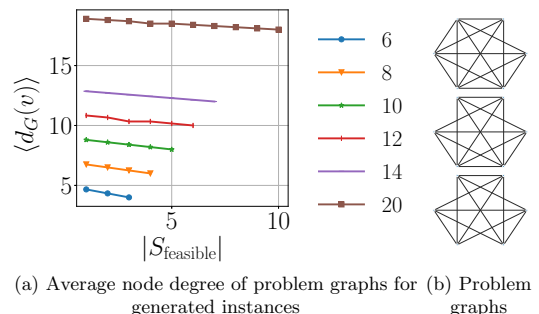 ⟨d_G(v)⟩
15
10
5
5
10
|S_feasible|
6
8
10
12
14
20
(a) Average node degree of problem graphs for generated instances
(b) Problem graphs